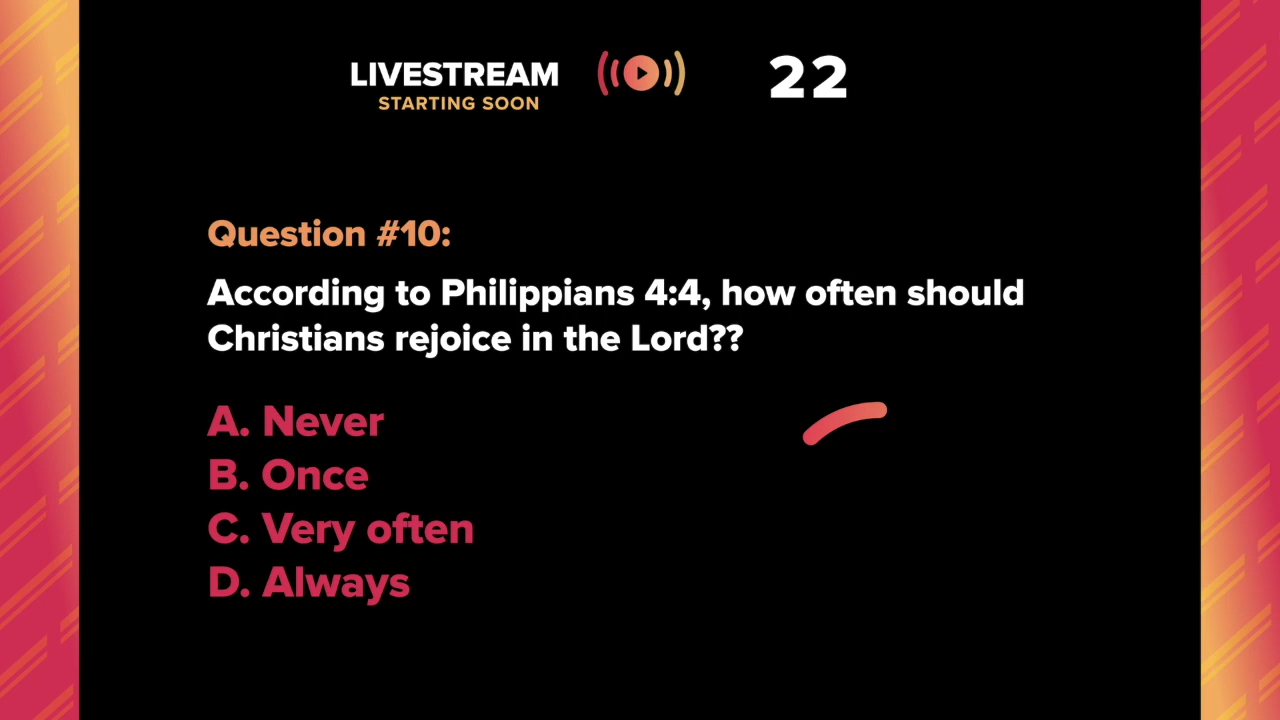 LIVESTREAM
STARTING SOON
22
Question #10:
According to Philippians 4:4, how often should
Christians rejoice in the Lord??
A. Never
B. Once
C. Very often
D. Always